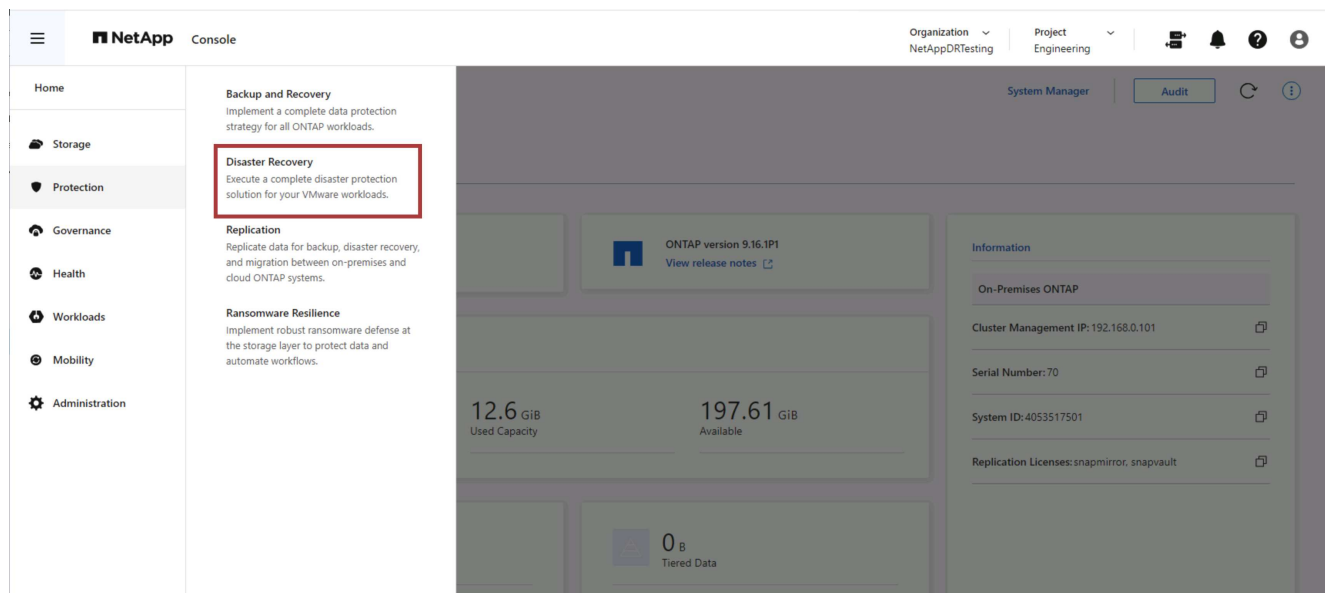 NetApp Console
Organization
NetAppDRTesting
Project
Engineering
Home
Storage
Protection
Governance
Health
Workloads
Mobility
Administration
Backup and Recovery
Implement a complete data protection
strategy for all ONTAP workloads.
Disaster Recovery
Execute a complete disaster protection
solution for your VMware workloads.
Replication
Replicate data for backup, disaster recovery,
and migration between on-premises and
cloud ONTAP systems.
Ransomware Resilience
Implement robust ransomware defense at
the storage layer to protect data and
automate workflows.
System Manager
Audit
ONTAP version 9.16.1P1
View release notes
12.6 GiB
Used Capacity
197.61 GiB
Available
0 B
Tiered Data
Information
On-Premises ONTAP
Cluster Management IP: 192.168.0.101
Serial Number: 70
System ID: 4053517501
Replication Licenses: snapmirror, snapvault